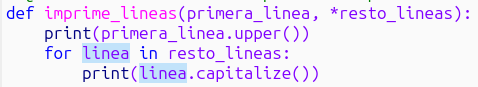 def imprime_lineas(primera_linea, *resto_lineas):
    print(primera_linea.upper())
    for linea in resto_lineas:
        print(linea.capitalize())